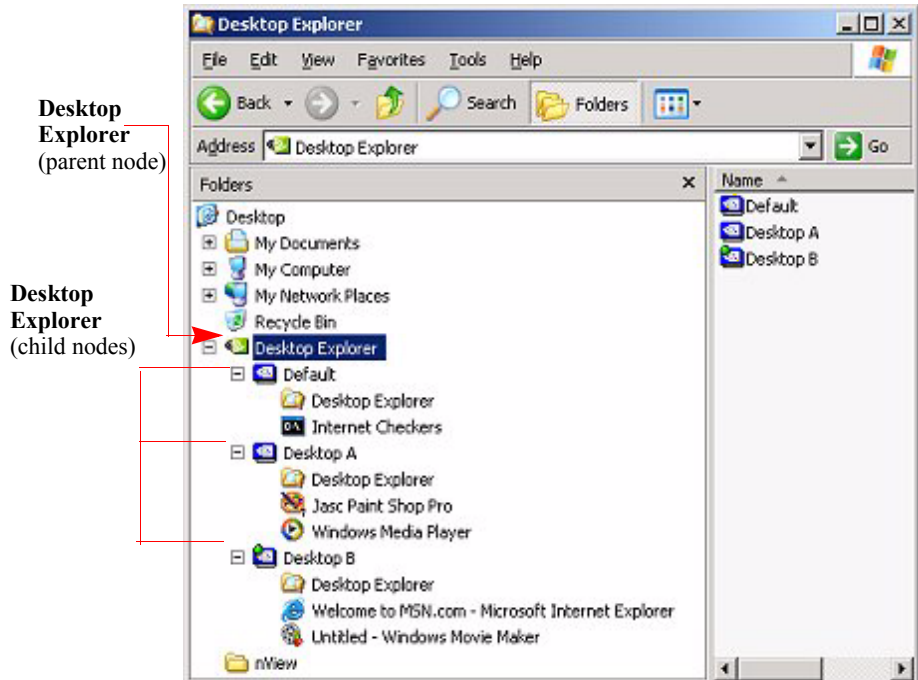 Desktop Explorer
File Edit View Favorites Tools Help
Back Search Folders
Address Desktop Explorer Go
Desktop
Explorer
(parent node)
Folders
Desktop
My Documents
My Computer
My Network Places
Recycle Bin
Desktop Explorer
Default
Desktop Explorer
Internet Checkers
Desktop A
Desktop Explorer
Jasc Paint Shop Pro
Windows Media Player
Desktop B
Desktop Explorer
Welcome to MSN.com - Microsoft Internet Explorer
Untitled - Windows Movie Maker
nView
Desktop
Explorer
(child nodes)
Name
Default
Desktop A
Desktop B